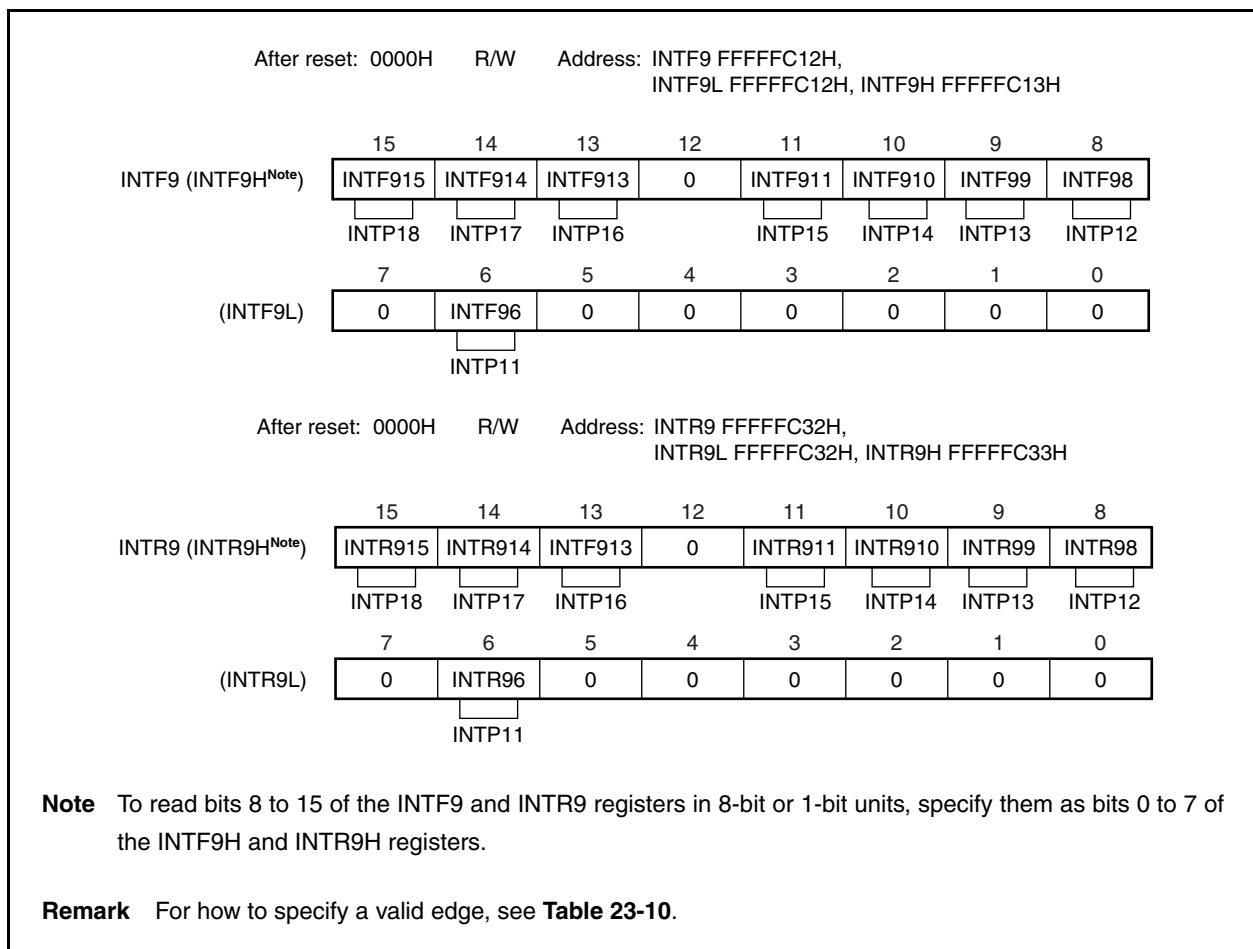 After reset: 0000H R/W Address: INTF9 FFFFFC12H,
INTF9L FFFFFC12H, INTF9H FFFFFC13H
15 14 13 12 11 10 9 8
INTF9 (INTF9HNote) INTF915 INTF914 INTF913 0 INTF911 INTF910 INTF99 INTF98
INTP18 INTP17 INTP16 INTP15 INTP14 INTP13 INTP12
7 6 5 4 3 2 1 0
(INTF9L) 0 INTF96 0 0 0 0 0 0
INTP11
After reset: 0000H R/W Address: INTR9 FFFFFC32H,
INTR9L FFFFFC32H, INTR9H FFFFFC33H
15 14 13 12 11 10 9 8
INTR9 (INTR9HNote) INTR915 INTR914 INTF913 0 INTR911 INTR910 INTR99 INTR98
INTP18 INTP17 INTP16 INTP15 INTP14 INTP13 INTP12
7 6 5 4 3 2 1 0
(INTR9L) 0 INTR96 0 0 0 0 0 0
INTP11
Note To read bits 8 to 15 of the INTF9 and INTR9 registers in 8-bit or 1-bit units, specify them as bits 0 to 7 of
the INTF9H and INTR9H registers.
Remark For how to specify a valid edge, see Table 23-10.